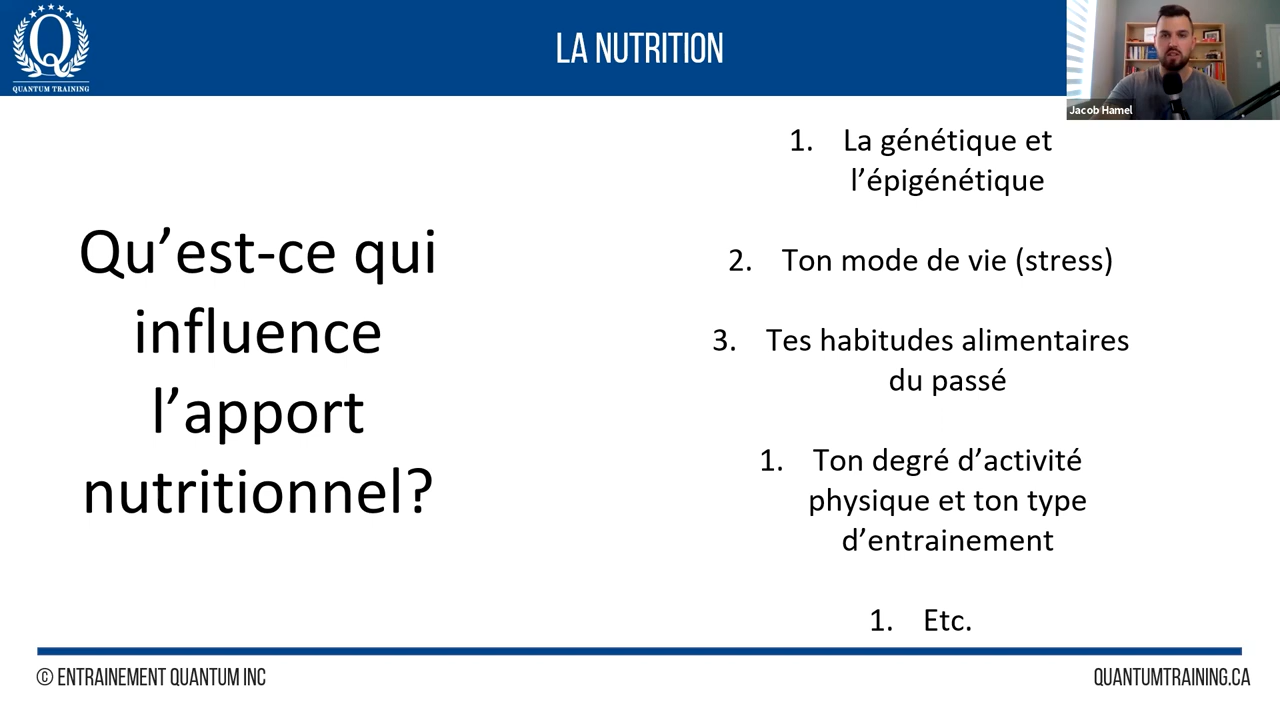 Q
QUANTUM TRAINING
LA NUTRITION
Jacob Hamel
Qu’est-ce qui
influence
l’apport
nutritionnel?
1. La génétique et
l’épigénétique
2. Ton mode de vie (stress)
3. Tes habitudes alimentaires
du passé
1. Ton degré d’activité
physique et ton type
d’entrainement
1. Etc.
© ENTRAINEMENT QUANTUM INC
QUANTUMTRAINING.CA